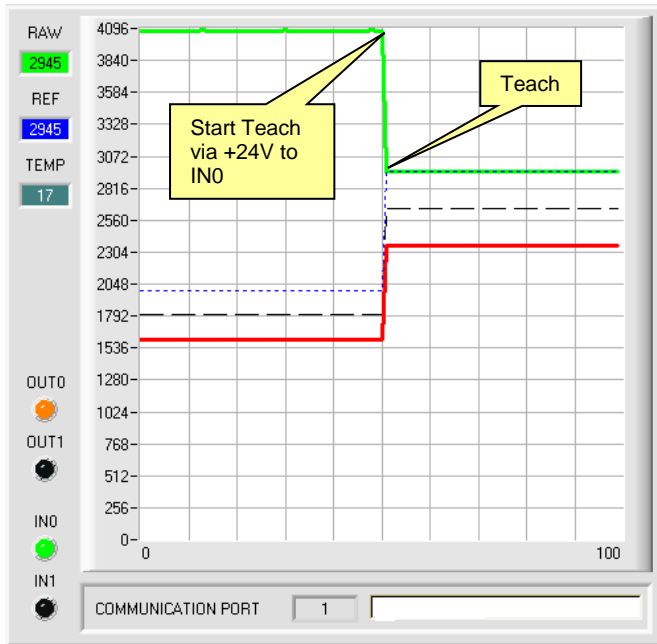 RAW
2945
REF
2945
TEMP
17
OUT0
OUT1
IN0
IN1
4096
3840
3584
3328
3072
2816
2560
2304
2048
1792
1536
1280
1024
768
512
256
0
0
100
Start Teach
via +24V to
IN0
Teach
COMMUNICATION PORT 1